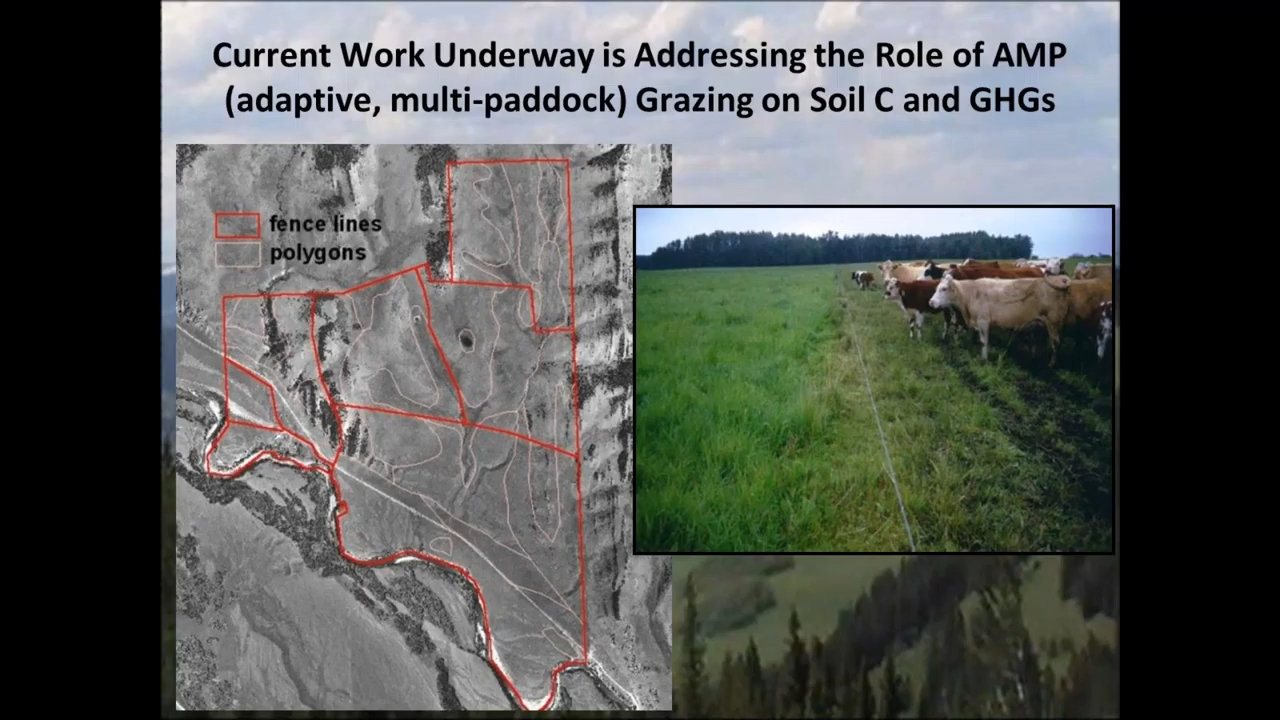 Current Work Underway is Addressing the Role of AMP
(adaptive, multi-paddock) Grazing on Soil C and GHGs
fence lines
polygons